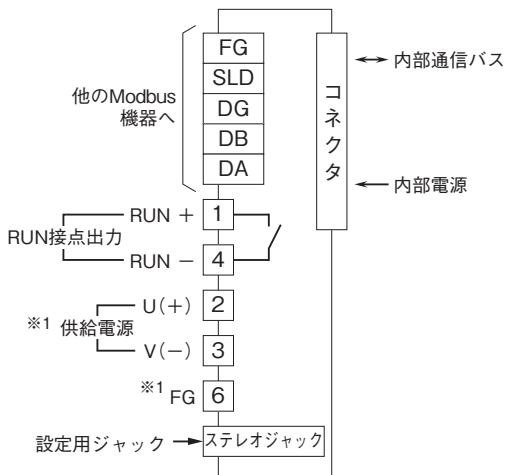 FG
SLD
DG
DB
DA
他のModbus
機器へ
コネクタ
内部通信バス
内部電源
RUN +
1
RUN接点出力
RUN −
4
U(+)
2
※1 供給電源
V(−)
3
※1 FG
6
設定用ジャック
ステレオジャック